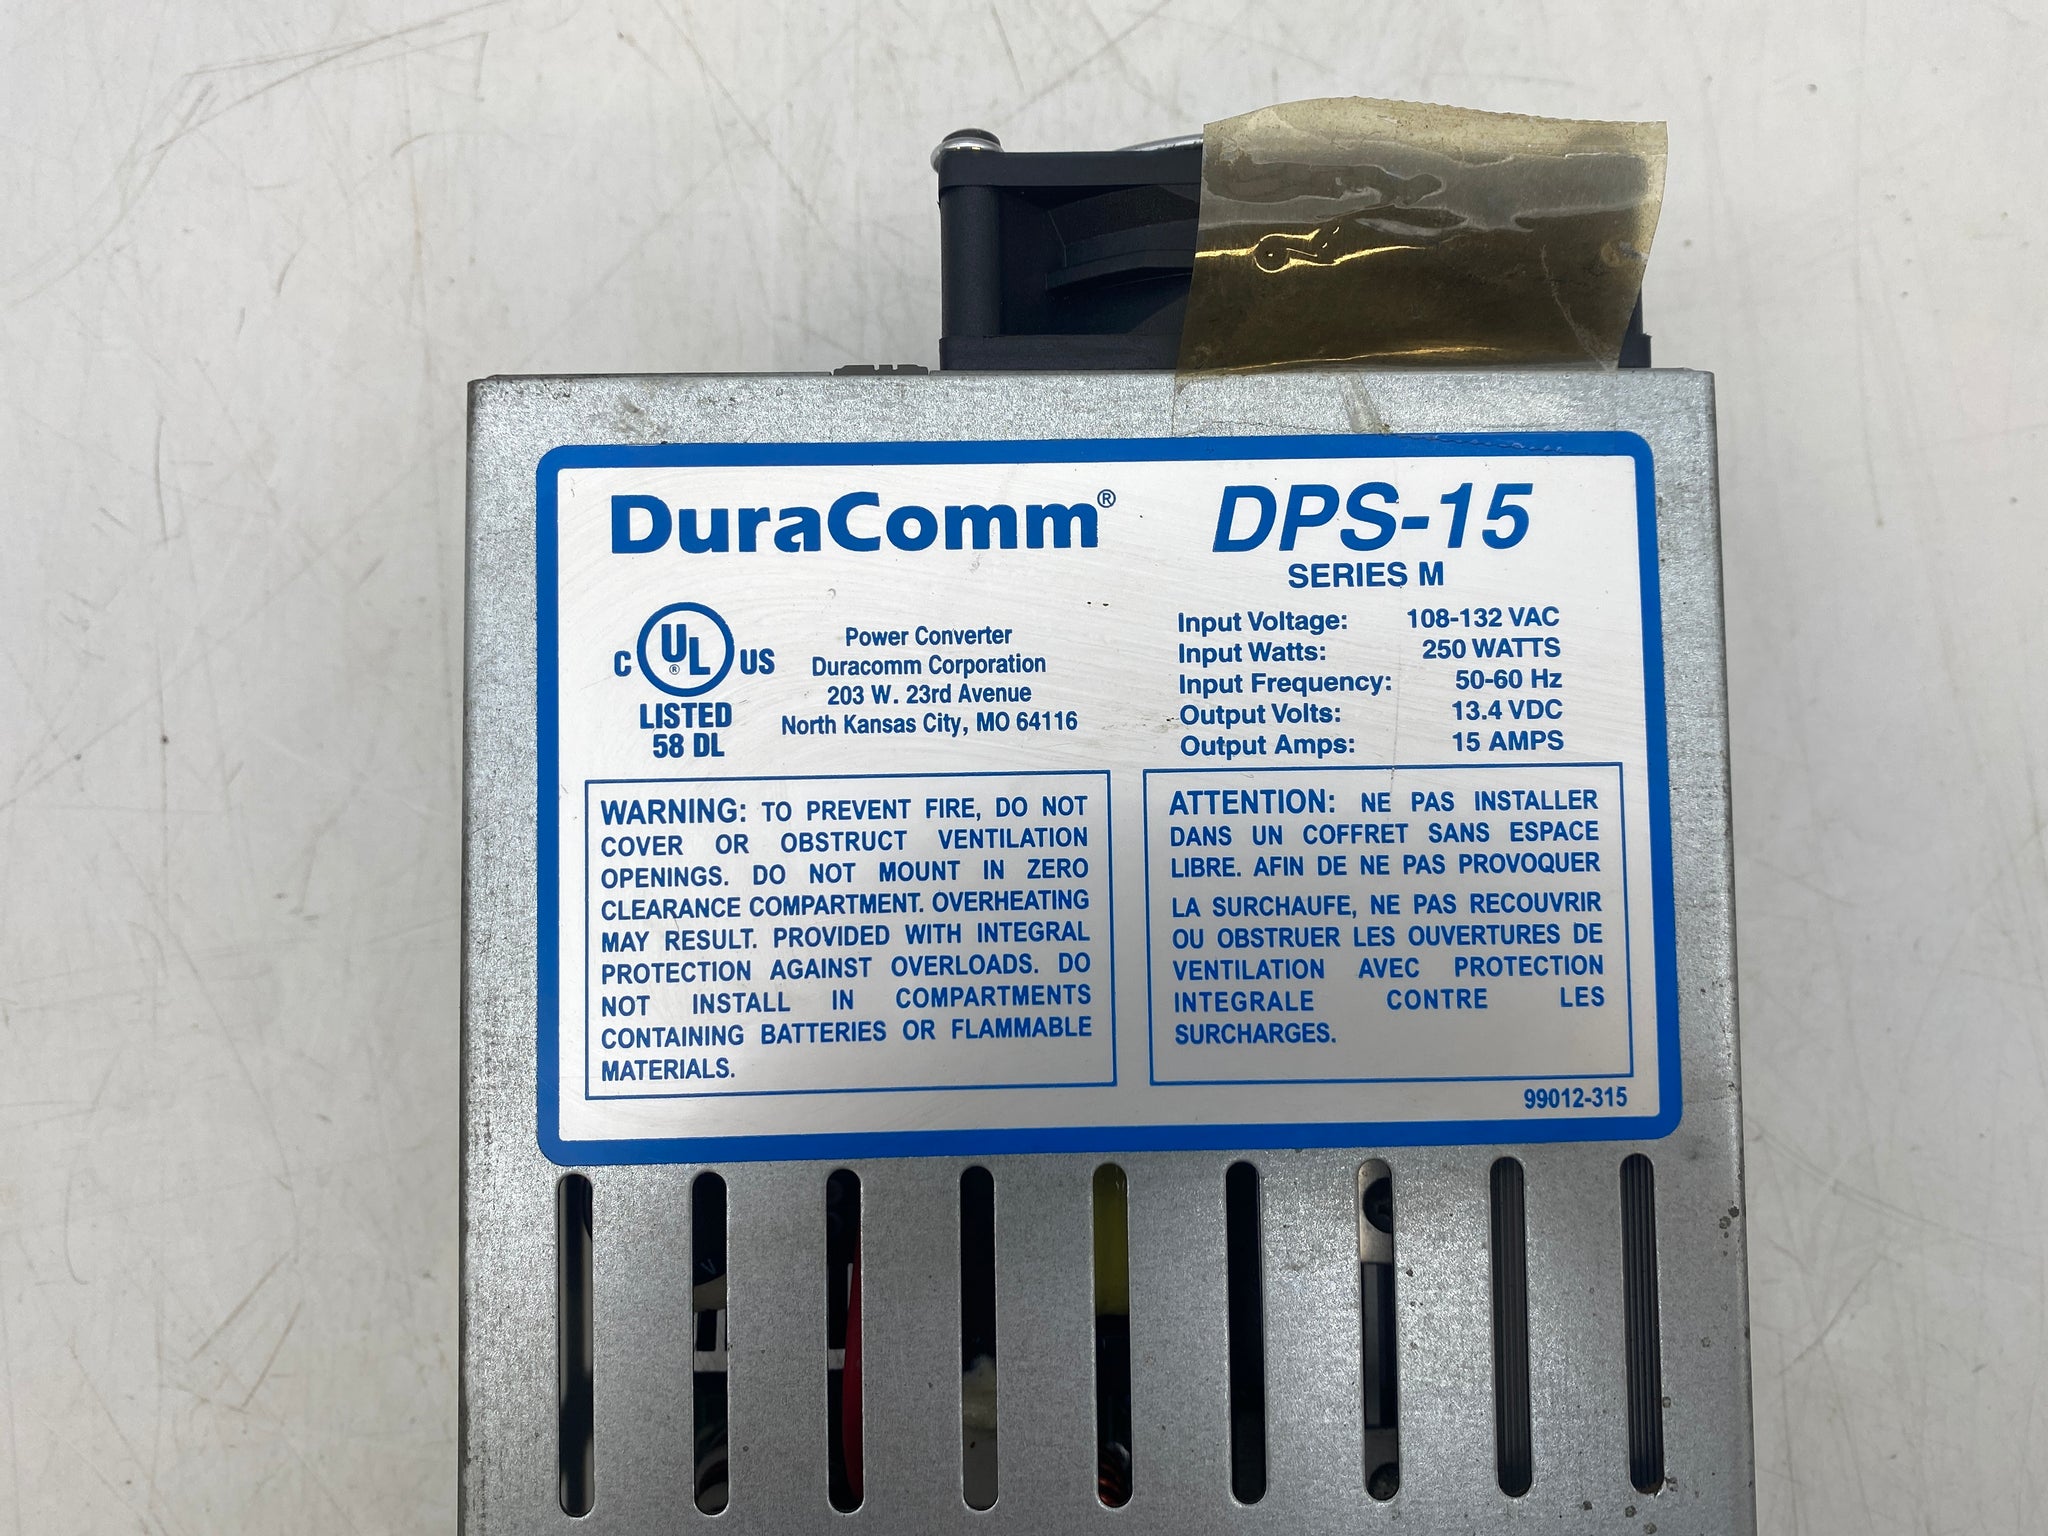 DuraComm®
DPS-15
SERIES M
C UL® US
LISTED
58 DL
Power Converter
Duracomm Corporation
203 W. 23rd Avenue
North Kansas City, MO 64116
Input Voltage: 108-132 VAC
Input Watts: 250 WATTS
Input Frequency: 50-60 Hz
Output Volts: 13.4 VDC
Output Amps: 15 AMPS
WARNING: TO PREVENT FIRE, DO NOT
COVER OR OBSTRUCT VENTILATION
OPENINGS. DO NOT MOUNT IN ZERO
CLEARANCE COMPARTMENT. OVERHEATING
MAY RESULT. PROVIDED WITH INTEGRAL
PROTECTION AGAINST OVERLOADS. DO
NOT INSTALL IN COMPARTMENTS
CONTAINING BATTERIES OR FLAMMABLE
MATERIALS.
ATTENTION: NE PAS INSTALLER
DANS UN COFFRET SANS ESPACE
LIBRE. AFIN DE NE PAS PROVOQUER
LA SURCHAUFE, NE PAS RECOUVRIR
OU OBSTRUER LES OUVERTURES DE
VENTILATION AVEC PROTECTION
INTEGRALE CONTRE LES
SURCHARGES.
99012-315